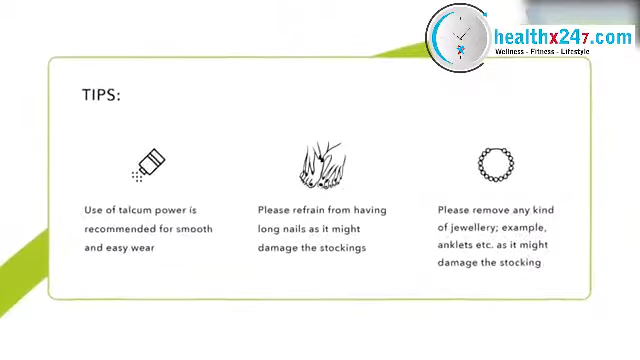 healthx247.com
Wellness - Fitness - Lifestyle
TIPS:
Use of talcum power is
recommended for smooth
and easy wear
Please refrain from having
long nails as it might
damage the stockings
Please remove any kind
of jewellery; example,
anklets etc. as it might
damage the stocking